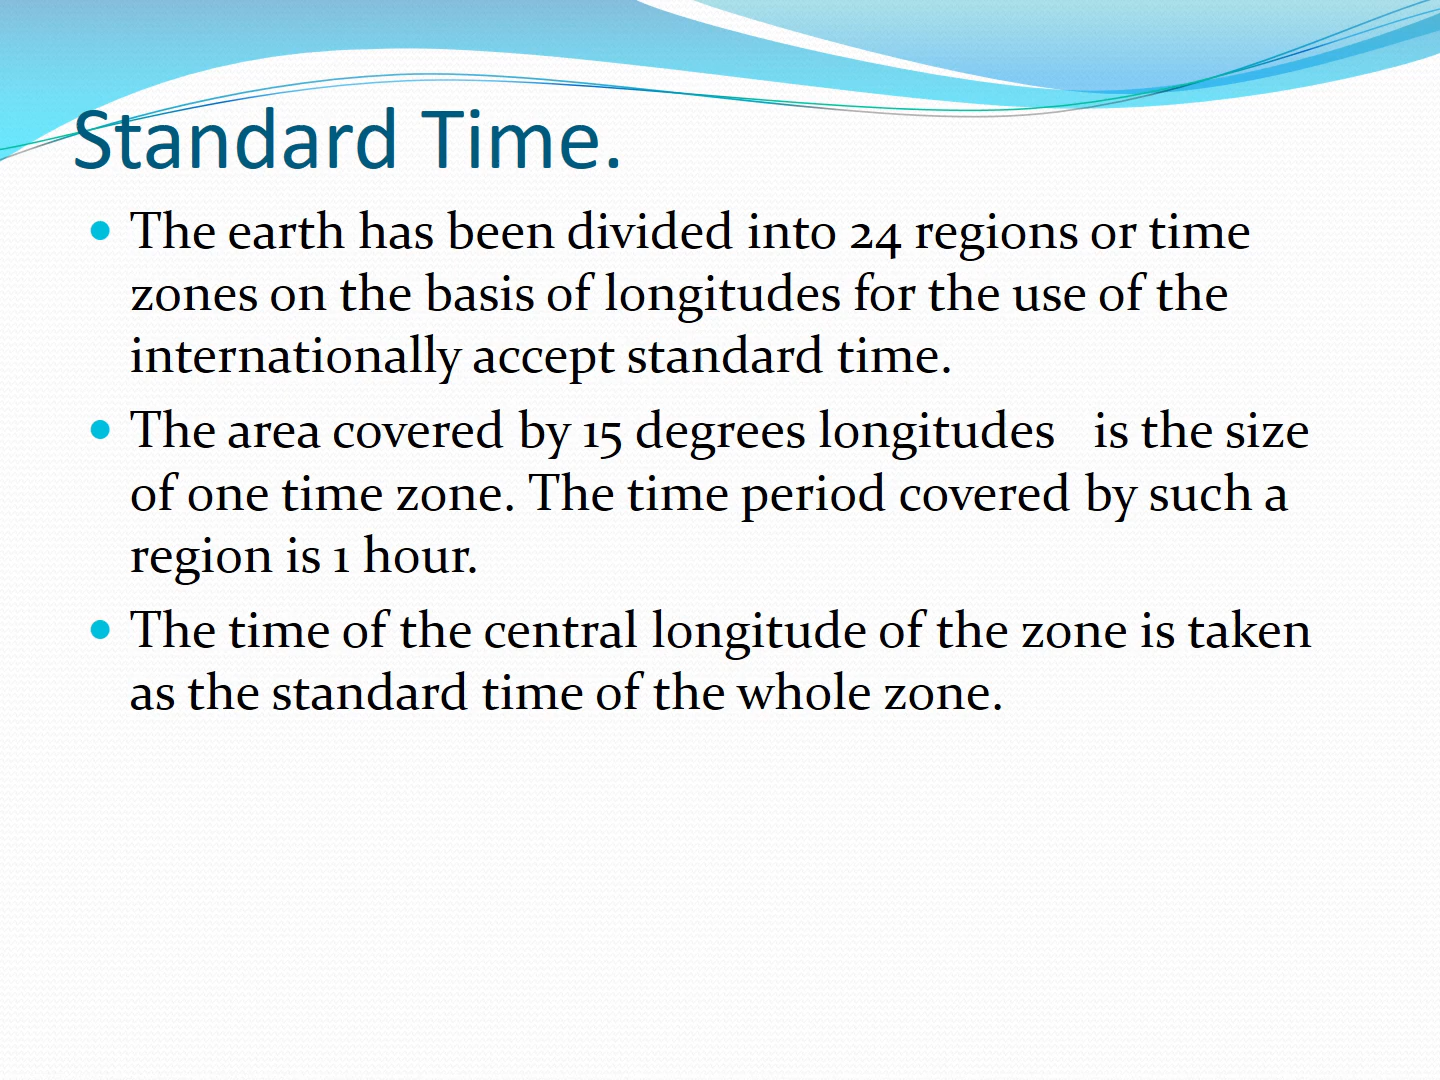 Standard Time.
• The earth has been divided into 24 regions or time
zones on the basis of longitudes for the use of the
internationally accept standard time.
• The area covered by 15 degrees longitudes   is the size
of one time zone. The time period covered by such a
region is 1 hour.
• The time of the central longitude of the zone is taken
as the standard time of the whole zone.